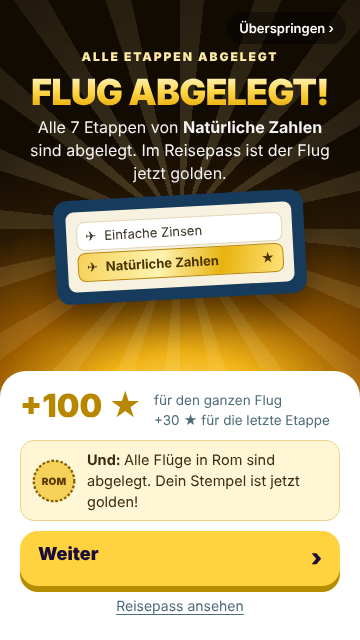 Überspringen ›
ALLE ETAPPEN ABGELEGT
FLUG ABGELEGT!
Alle 7 Etappen von Natürliche Zahlen
sind abgelegt. Im Reisepass ist der Flug
jetzt golden.
✈ Einfache Zinsen
✈ Natürliche Zahlen ★
+100 ★
für den ganzen Flug
+30 ★ für die letzte Etappe
ROM
Und: Alle Flüge in Rom sind
abgelegt. Dein Stempel ist jetzt
golden!
Weiter ›
Reisepass ansehen